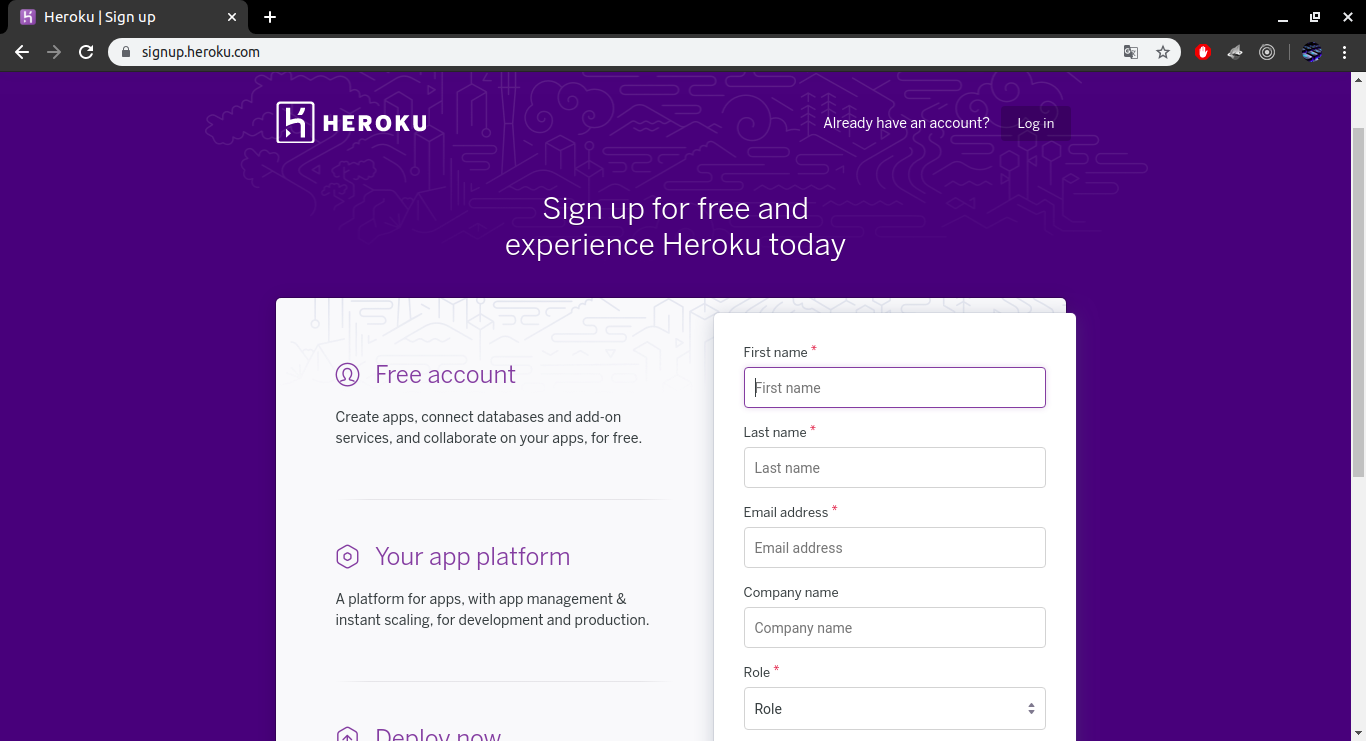 Heroku | Sign up
signup.heroku.com
HEROKU
Already have an account? Log in
Sign up for free and
experience Heroku today
Free account
Create apps, connect databases and add-on
services, and collaborate on your apps, for free.
Your app platform
A platform for apps, with app management &
instant scaling, for development and production.
Deploy now
First name *
First name
Last name *
Last name
Email address *
Email address
Company name
Company name
Role *
Role